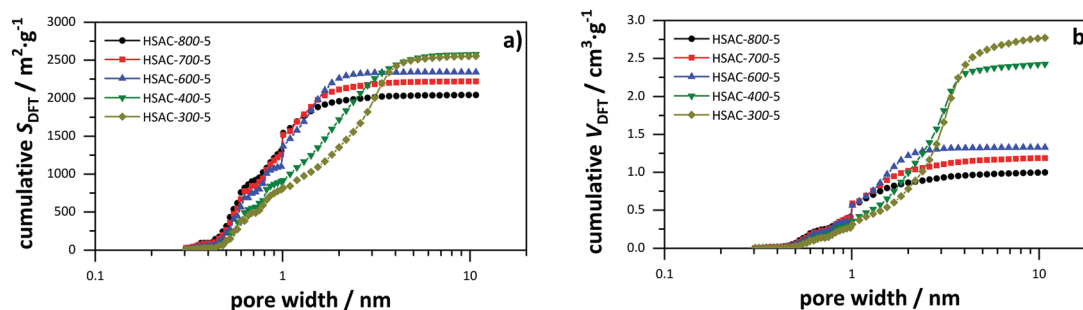 cumulative S_DFT / m²·g⁻¹
3000
2500
2000
1500
1000
500
0
HSAC-800-5
HSAC-700-5
HSAC-600-5
HSAC-400-5
HSAC-300-5
a)
0.1
1
10
pore width / nm
cumulative V_DFT / cm³·g⁻¹
3.0
2.5
2.0
1.5
1.0
0.5
0.0
HSAC-800-5
HSAC-700-5
HSAC-600-5
HSAC-400-5
HSAC-300-5
b
0.1
1
10
pore width / nm